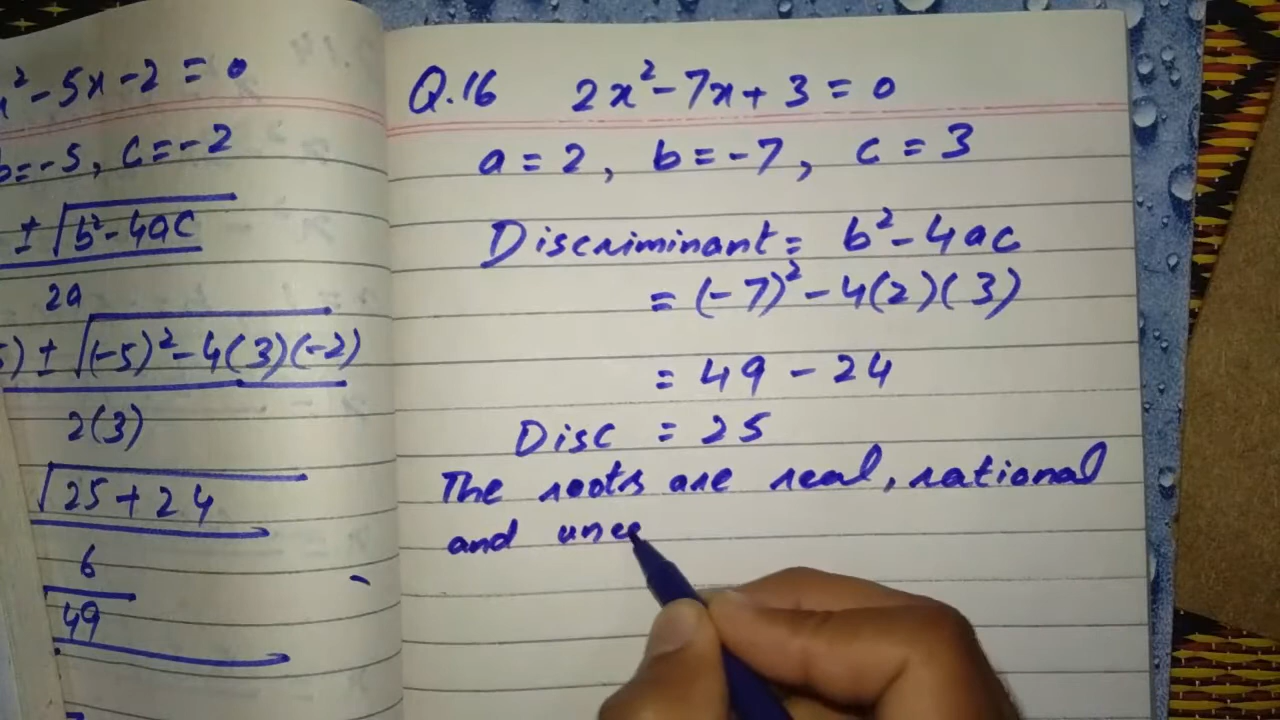 x² - 5x - 2 = 0
b = -5, c = -2
± √b² - 4ac
2a
5) ± √(-5)² - 4(3)(-2)
2(3)
√25 + 24
6
49
Q.16 2x² - 7x + 3 = 0
a = 2, b = -7, c = 3
Discriminant = b² - 4ac
= (-7)² - 4(2)(3)
= 49 - 24
Disc = 25
The roots are real, rational
and une